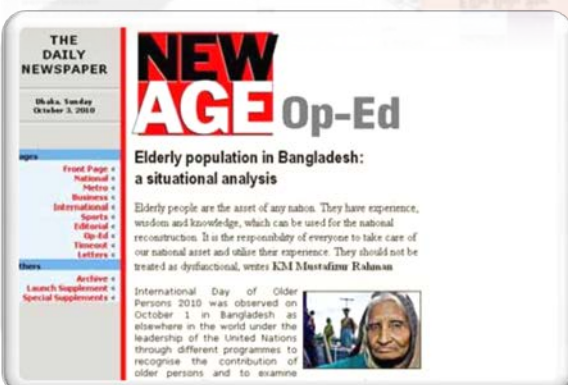 THE
DAILY
NEWSPAPER
Dhaka, Sunday
October 3, 2010
ages
Front Page
National
Metro
Business
International
Sports
Editorial
Op-Ed
Timeout
Letters
thers
Archive
Launch Supplement
Special Supplements
NEW
AGE Op-Ed
Elderly population in Bangladesh:
a situational analysis
Elderly people are the asset of any nation. They have experience,
wisdom and knowledge, which can be used for the national
reconstruction. It is the responsibility of everyone to take care of
our national asset and utilise their experience. They should not be
treated as dysfunctional, writes KM Mustafizur Rahman
International Day of Older
Persons 2010 was observed on
October 1 in Bangladesh as
elsewhere in the world under the
leadership of the United Nations
through different programmes to
recognise the contribution of
older persons and to examine